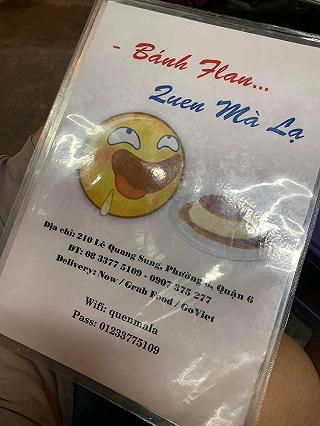 - Bánh Flan...
Quen Mà Lạ
Địa chỉ: 210 Lê Quang Sung, Phường 6, Quận 6
ĐT: 08 3377 5109 - 0907 375 277
Delivery: Now / Grab Food / GoViet
Wifi: quenmala
Pass: 01233775109